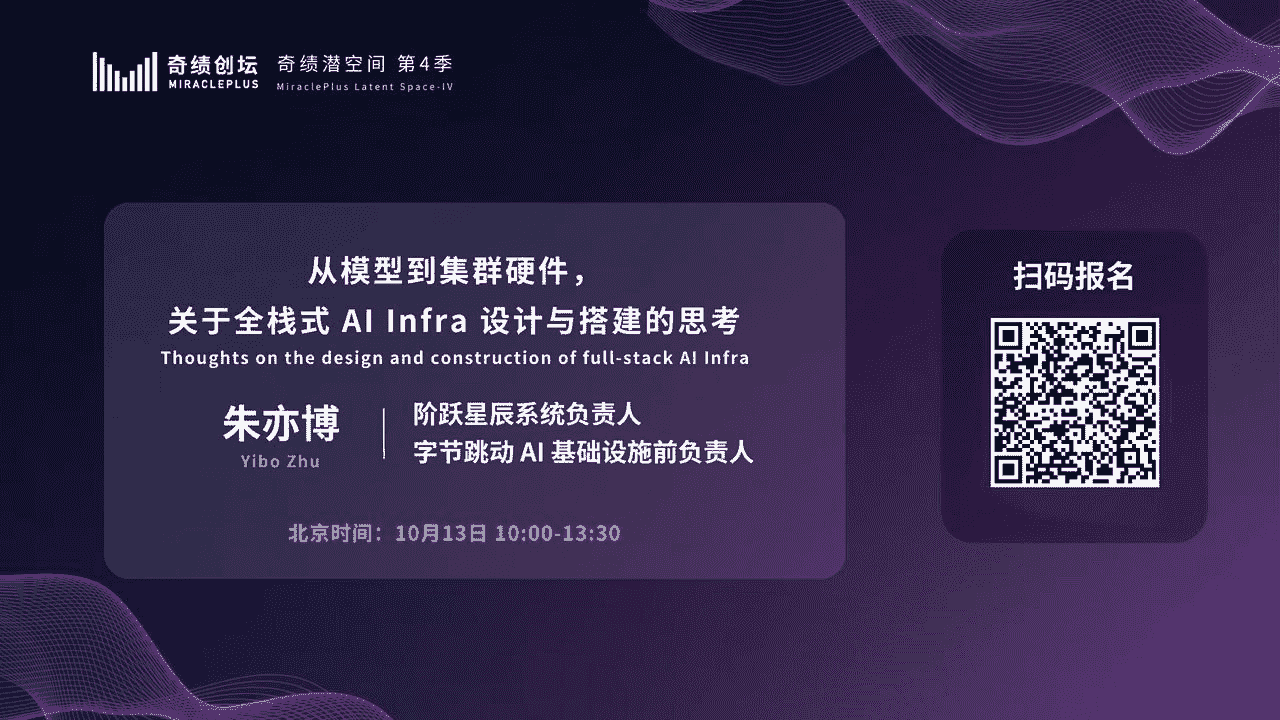 奇绩创坛
MIRACLEPLUS
奇绩潜空间 第4季
MiraclePlus Latent Space-IV
从模型到集群硬件，
关于全栈式 AI Infra 设计与搭建的思考
Thoughts on the design and construction of full-stack AI Infra
朱亦博
Yibo Zhu
阶跃星辰系统负责人
字节跳动 AI 基础设施前负责人
北京时间：10月13日 10:00-13:30
扫码报名